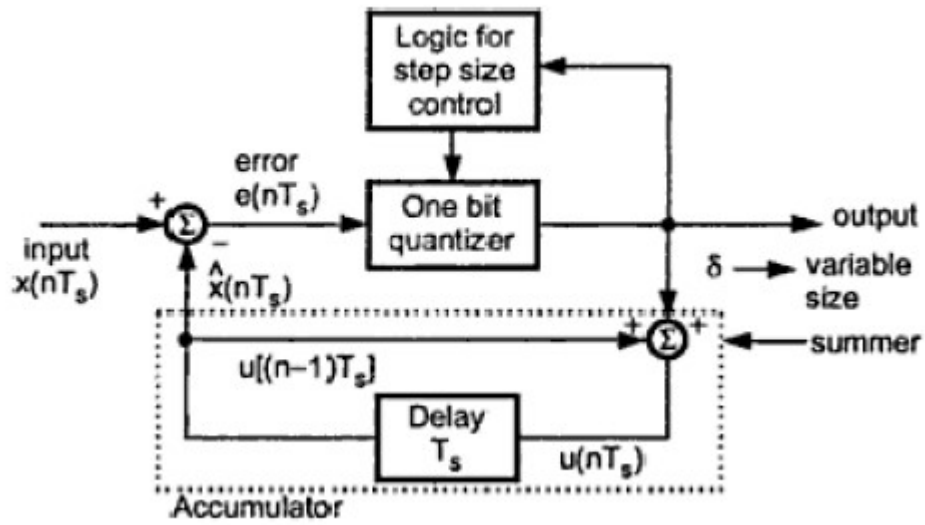 Logic for
step size
control
error
e(nTₛ)
+
Σ
−
One bit
quantizer
output
input
x(nTₛ)
x̂(nTₛ)
δ
variable
size
+
Σ
+
summer
u[(n−1)Tₛ]
Delay
Tₛ
u(nTₛ)
Accumulator